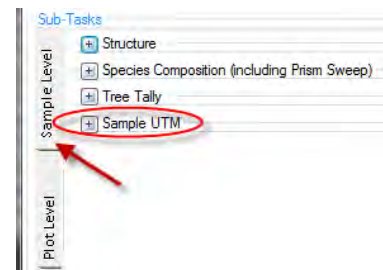 Sub-Tasks
Sample Level
Structure
Species Composition (including Prism Sweep)
Tree Tally
Sample UTM
Plot Level